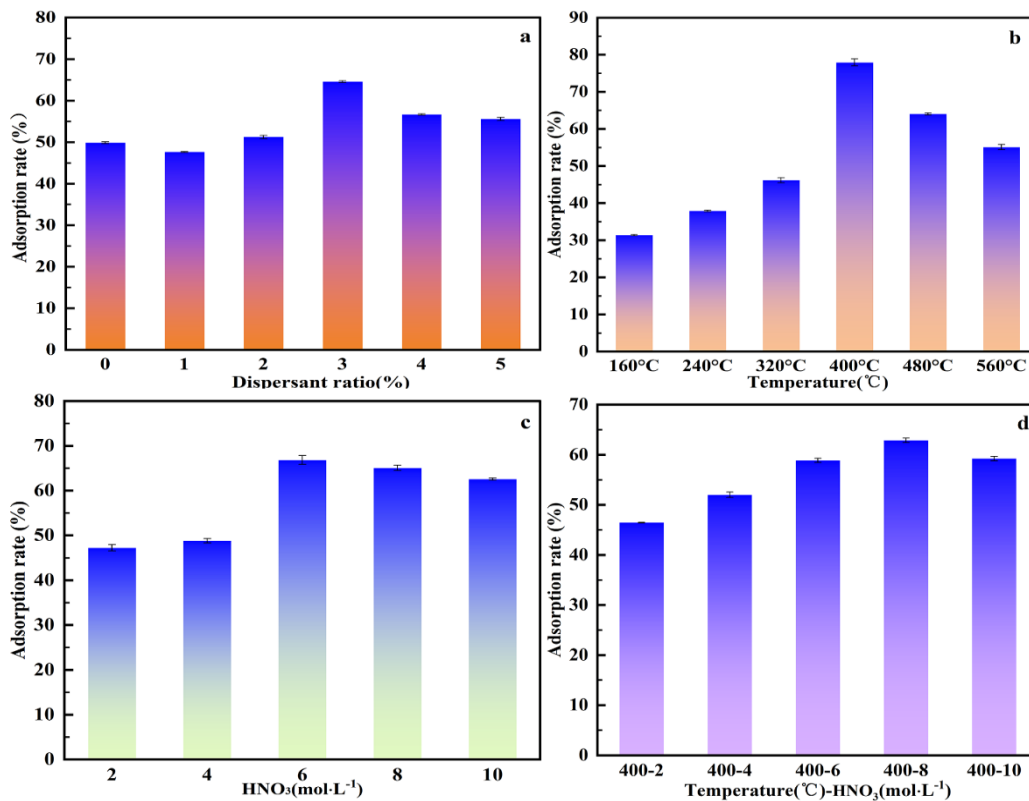 a
Adsorption rate (%)
80
70
60
50
40
30
20
10
0
0 1 2 3 4 5
Dispersant ratio(%)
b
Adsorption rate (%)
90
80
70
60
50
40
30
20
10
0
160°C 240°C 320°C 400°C 480°C 560°C
Temperature(℃)
c
Adsorption rate (%)
80
70
60
50
40
30
20
10
0
2 4 6 8 10
HNO₃(mol·L⁻¹)
d
Adsorption rate (%)
70
60
50
40
30
20
10
0
400-2 400-4 400-6 400-8 400-10
Temperature(℃)-HNO₃(mol·L⁻¹)